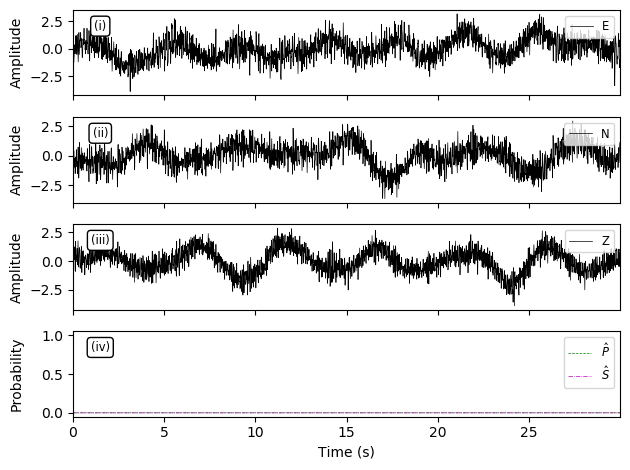 (i)
E
2.5
0.0
−2.5
Amplitude
(ii)
N
2.5
0.0
−2.5
Amplitude
(iii)
Z
2.5
0.0
−2.5
Amplitude
(iv)
P̂
Ŝ
1.0
0.5
0.0
Probability
0 5 10 15 20 25
Time (s)